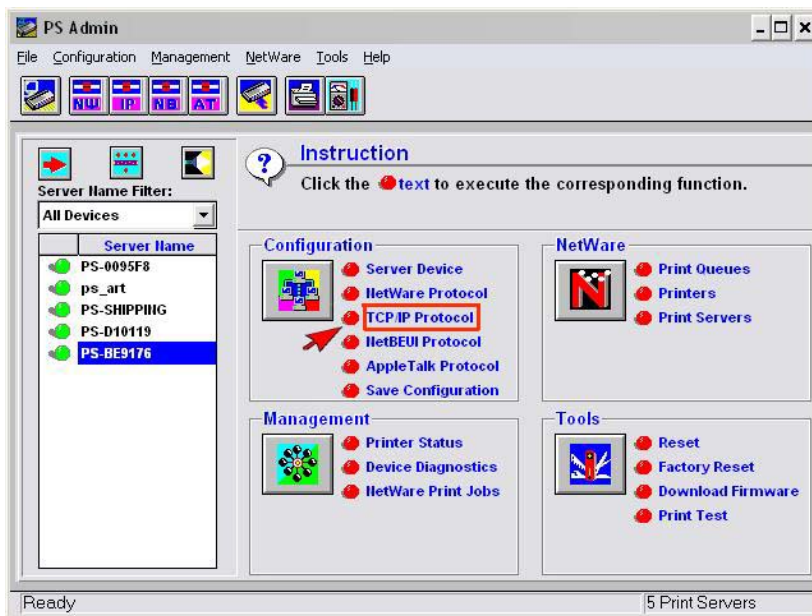 PS Admin
File Configuration Management NetWare Tools Help
NW IP NB AT
Instruction
Click the text to execute the corresponding function.
Server Name Filter:
All Devices
Server Name
PS-0095F8
ps_art
PS-SHIPPING
PS-D10119
PS-BE9176
Configuration
Server Device
NetWare Protocol
TCP/IP Protocol
NetBEUI Protocol
AppleTalk Protocol
Save Configuration
NetWare
N
Print Queues
Printers
Print Servers
Management
Printer Status
Device Diagnostics
NetWare Print Jobs
Tools
Reset
Factory Reset
Download Firmware
Print Test
Ready
5 Print Servers